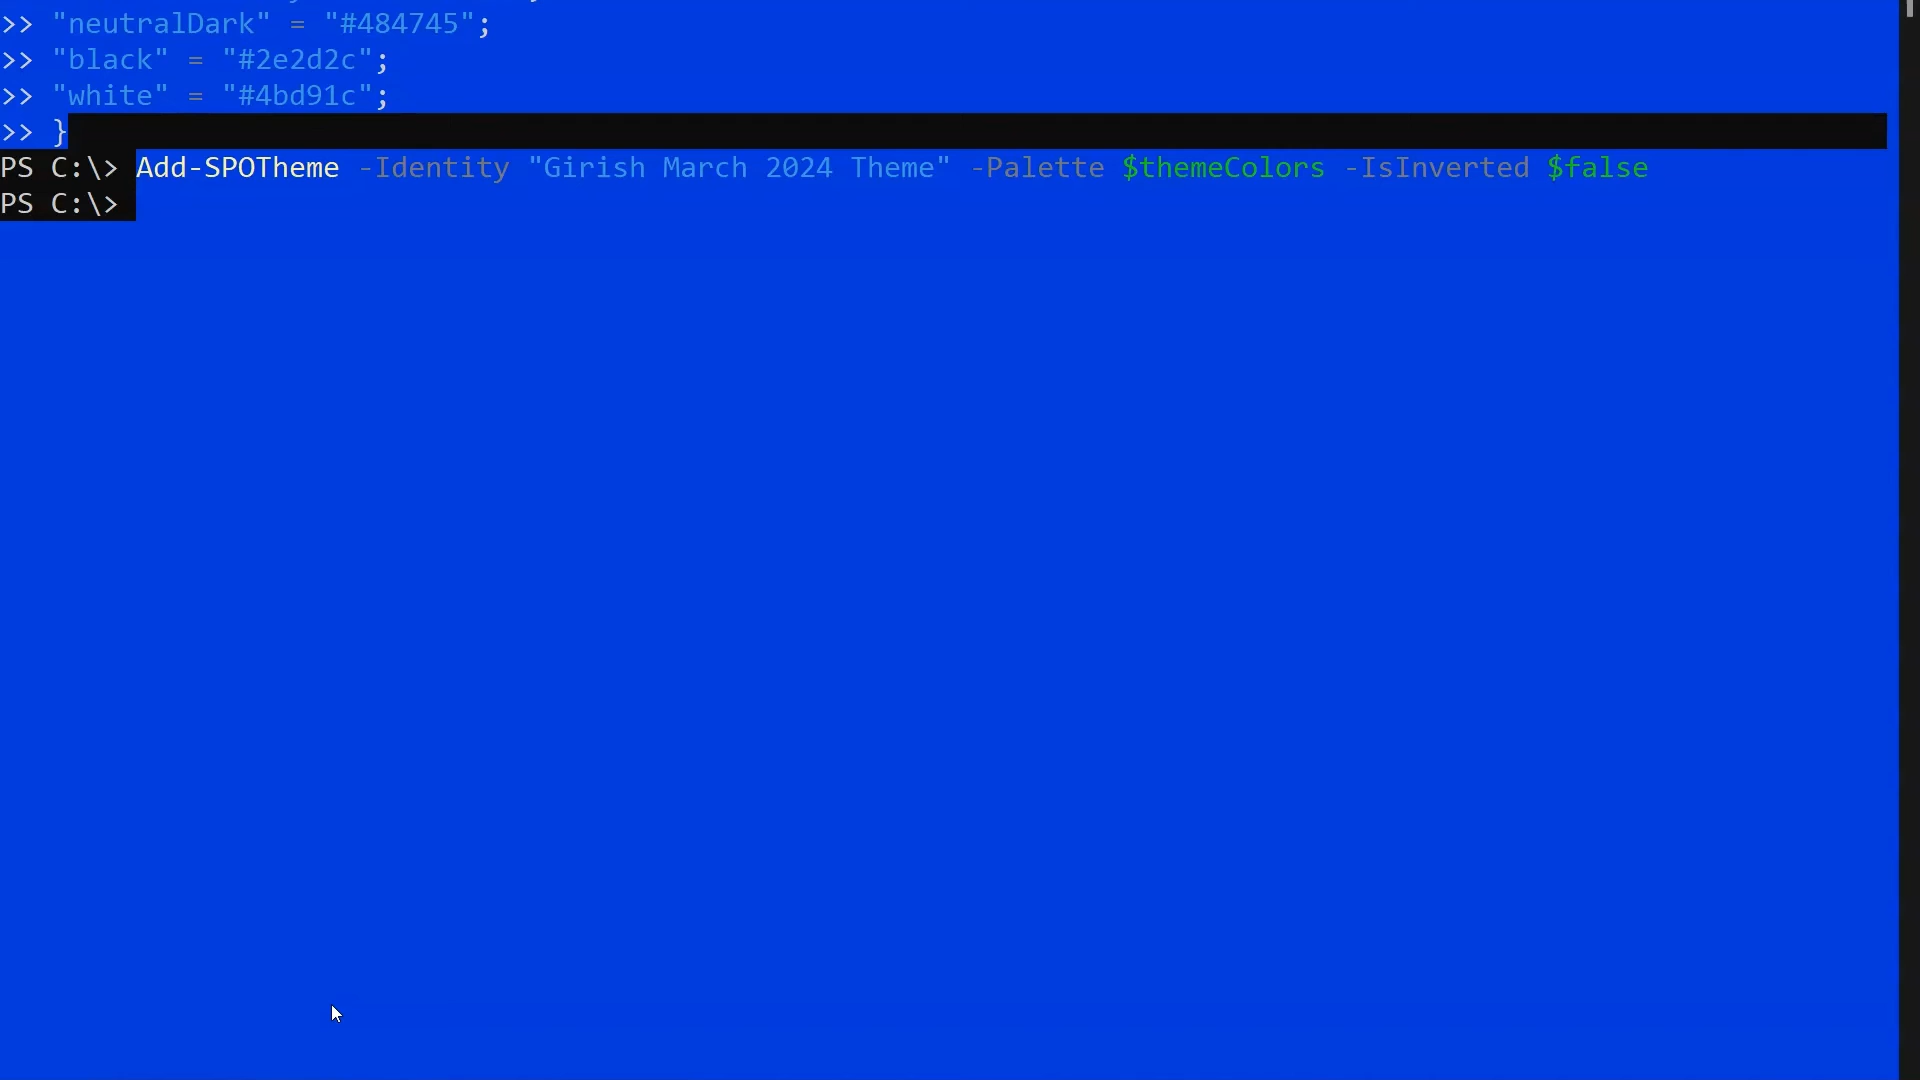 >> "neutralDark" = "#484745";
>> "black" = "#2e2d2c";
>> "white" = "#4bd91c";
>> }
PS C:\> Add-SPOTheme -Identity "Girish March 2024 Theme" -Palette $themeColors -IsInverted $false
PS C:\>